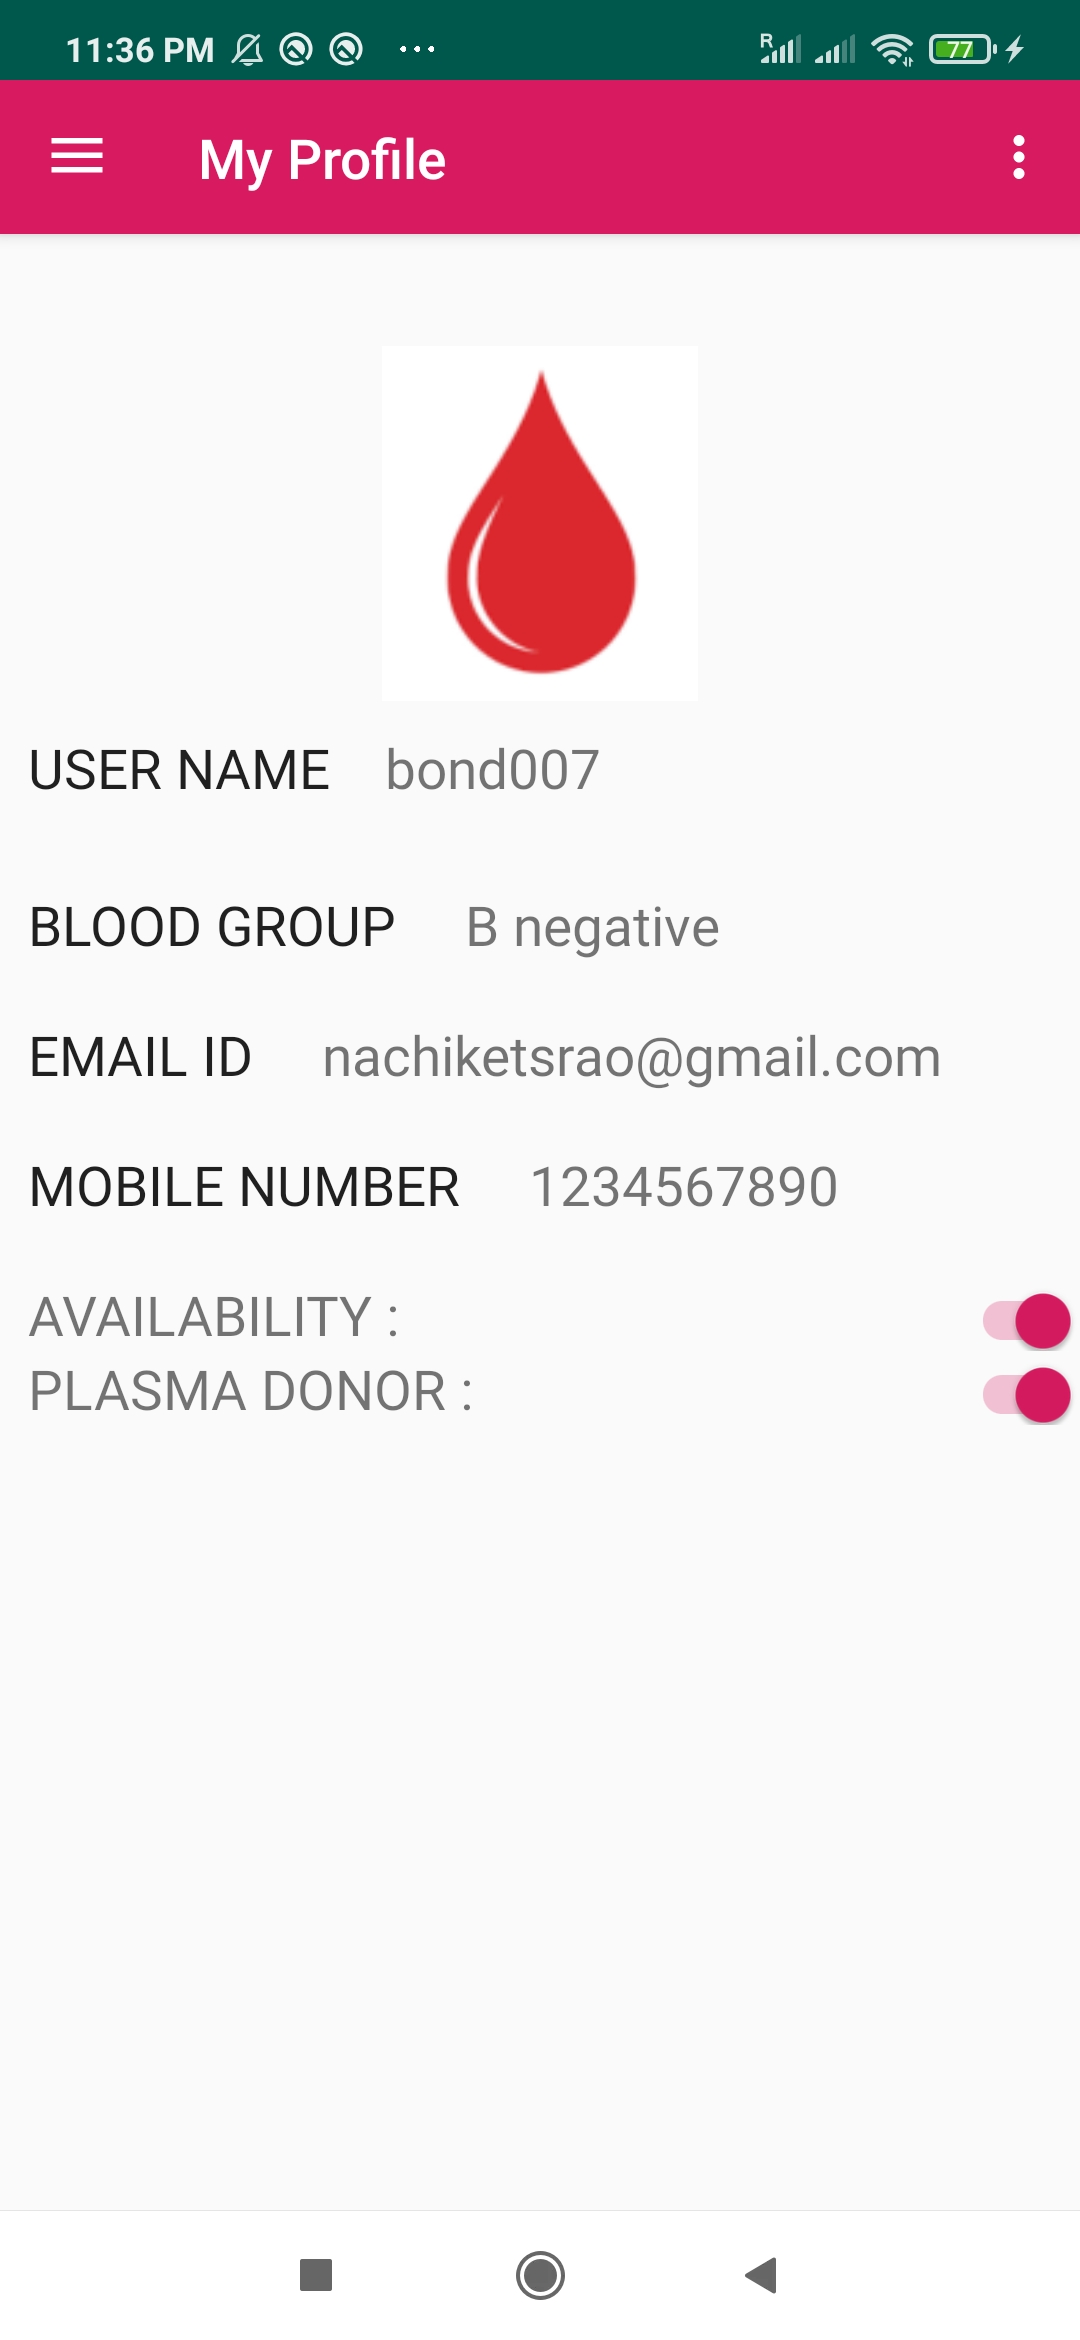 11:36 PM
R 77
My Profile
USER NAME bond007
BLOOD GROUP B negative
EMAIL ID nachiketsrao@gmail.com
MOBILE NUMBER 1234567890
AVAILABILITY :
PLASMA DONOR :